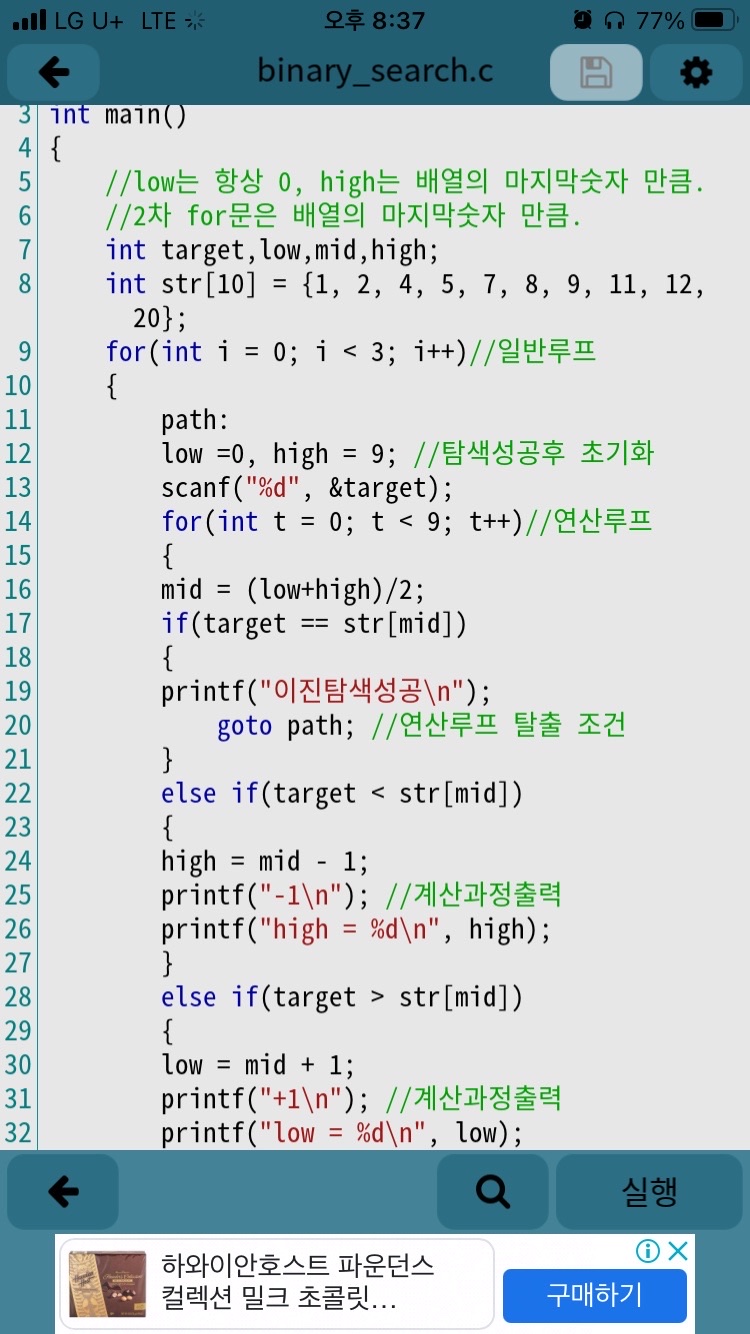 LG U+ LTE 오후 8:37 77%
binary_search.c
3 int main()
4 {
5 //low는 항상 0, high는 배열의 마지막숫자 만큼.
6 //2차 for문은 배열의 마지막숫자 만큼.
7 int target,low,mid,high;
8 int str[10] = {1, 2, 4, 5, 7, 8, 9, 11, 12,
20};
9 for(int i = 0; i < 3; i++)//일반루프
10 {
11 path:
12 low =0, high = 9; //탐색성공후 초기화
13 scanf("%d", &target);
14 for(int t = 0; t < 9; t++)//연산루프
15 {
16 mid = (low+high)/2;
17 if(target == str[mid])
18 {
19 printf("이진탐색성공\n");
20 goto path; //연산루프 탈출 조건
21 }
22 else if(target < str[mid])
23 {
24 high = mid - 1;
25 printf("-1\n"); //계산과정출력
26 printf("high = %d\n", high);
27 }
28 else if(target > str[mid])
29 {
30 low = mid + 1;
31 printf("+1\n"); //계산과정출력
32 printf("low = %d\n", low);
실행
하와이안호스트 파운던스
컬렉션 밀크 초콜릿...
구매하기